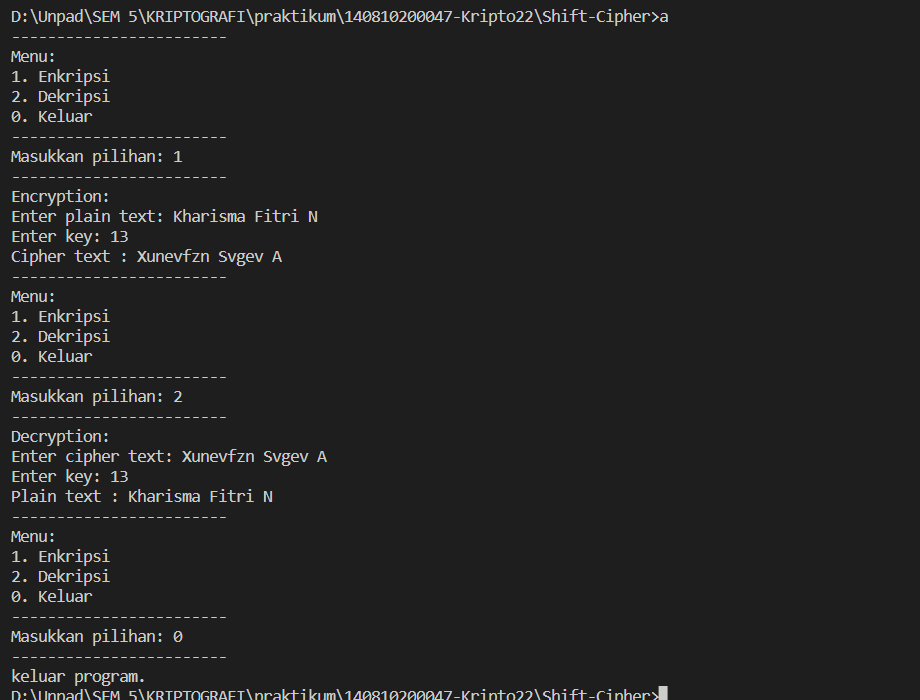 D:\Unpad\SEM 5\KRIPTOGRAFI\praktikum\140810200047-Kripto22\Shift-Cipher>a
------------------------
Menu:
1. Enkripsi
2. Dekripsi
0. Keluar
------------------------
Masukkan pilihan: 1
------------------------
Encryption:
Enter plain text: Kharisma Fitri N
Enter key: 13
Cipher text : Xunevfzn Svgev A
------------------------
Menu:
1. Enkripsi
2. Dekripsi
0. Keluar
------------------------
Masukkan pilihan: 2
------------------------
Decryption:
Enter cipher text: Xunevfzn Svgev A
Enter key: 13
Plain text : Kharisma Fitri N
------------------------
Menu:
1. Enkripsi
2. Dekripsi
0. Keluar
------------------------
Masukkan pilihan: 0
------------------------
keluar program.
D:\Unpad\SEM 5\KRIPTOGRAFI\praktikum\140810200047-Kripto22\Shift-Cipher>